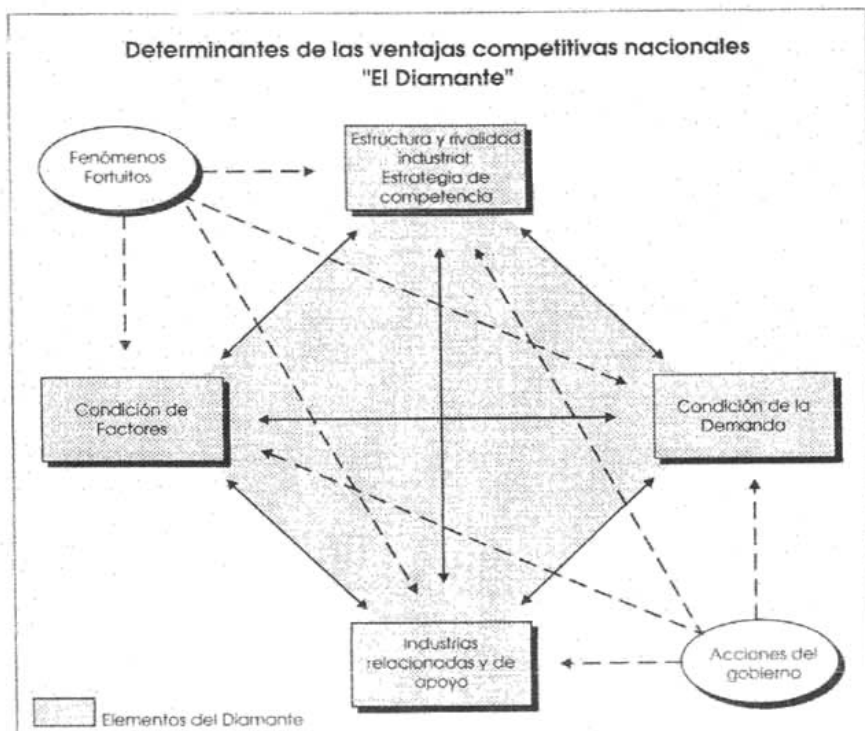 Determinantes de las ventajas competitivas nacionales
"El Diamante"
Fenómenos
Fortuitos
Estructura y rivalidad
industrial:
Estrategia de
competencia
Condición de
Factores
Condición de la
Demanda
Industrias
relacionadas y de
apoyo
Acciones del
gobierno
Elementos del Diamante